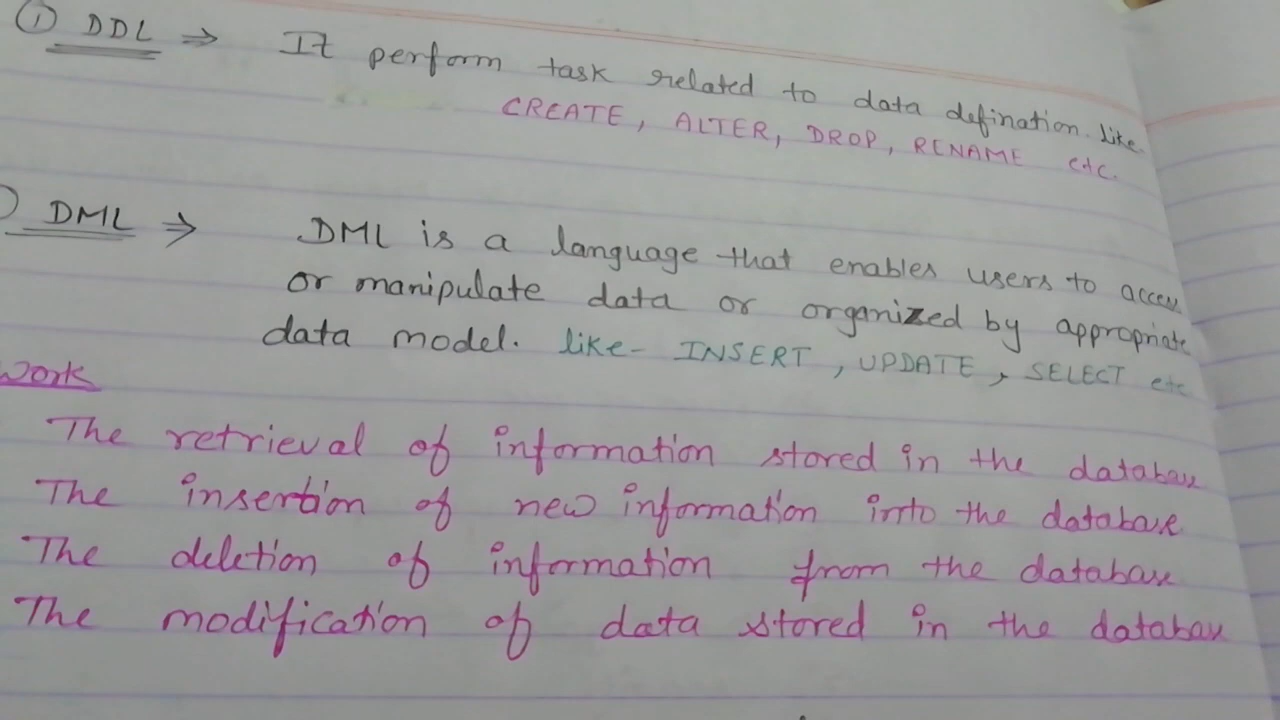 ① DDL ⇒ It perform task related to data defination. like
CREATE, ALTER, DROP, RENAME etc.
) DML ⇒ DML is a language that enables users to access
or manipulate data or organized by appropriate
data model. like- INSERT, UPDATE, SELECT etc
Work
The retrieval of information stored in the database
The insertion of new information into the database
The deletion of information from the database
The modification of data stored in the database